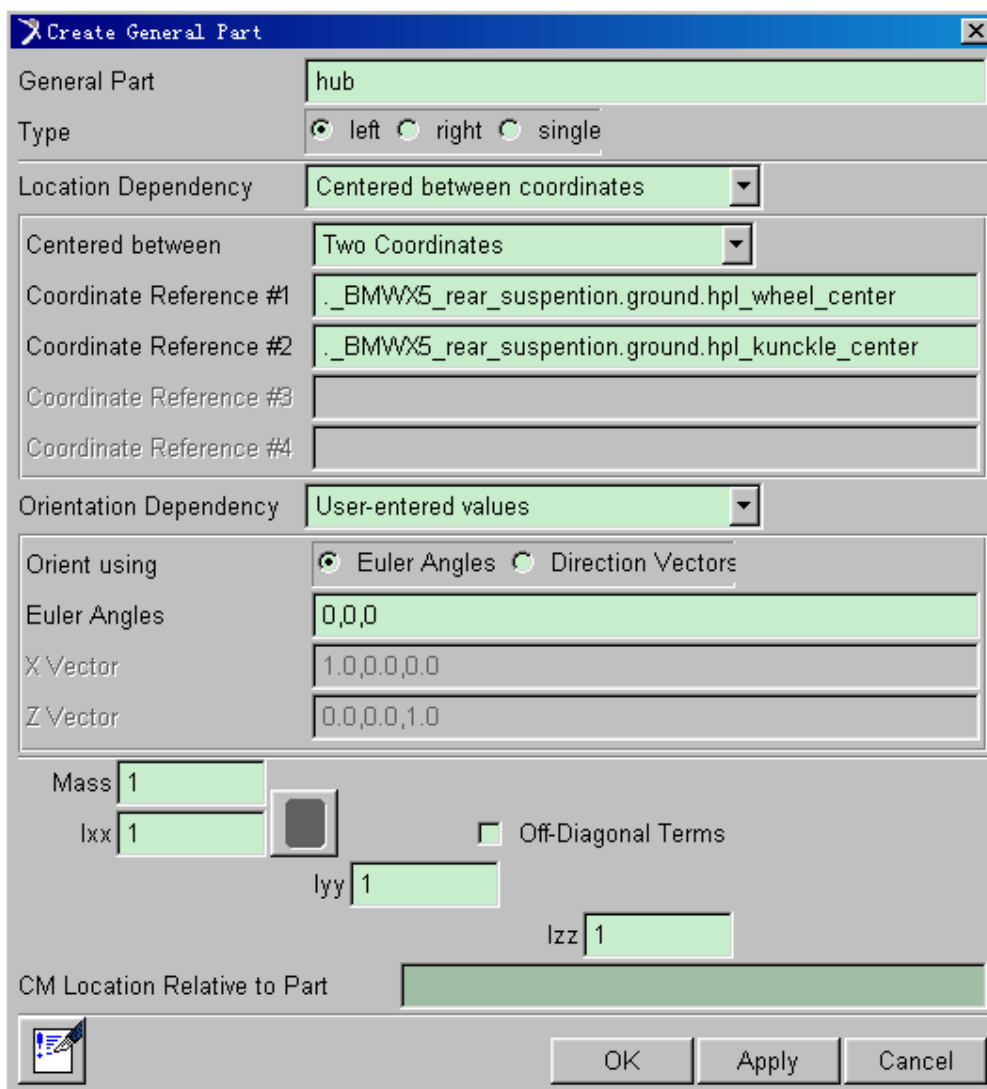 Create General Part
General Part hub
Type left right single
Location Dependency Centered between coordinates
Centered between Two Coordinates
Coordinate Reference #1 ._BMWX5_rear_suspention.ground.hpl_wheel_center
Coordinate Reference #2 ._BMWX5_rear_suspention.ground.hpl_kunckle_center
Coordinate Reference #3
Coordinate Reference #4
Orientation Dependency User-entered values
Orient using Euler Angles Direction Vectors
Euler Angles 0,0,0
X Vector 1.0,0.0,0.0
Z Vector 0.0,0.0,1.0
Mass 1
Ixx 1 Off-Diagonal Terms
Iyy 1
Izz 1
CM Location Relative to Part
OK Apply Cancel